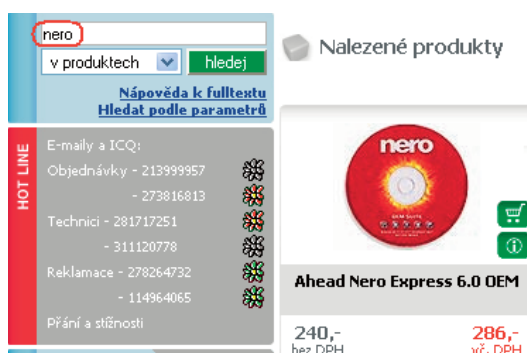 nero
v produktech hledej
Nápověda k fulltextu
Hledat podle parametrů
HOT LINE
E-maily a ICQ:
Objednávky - 213999957
- 273816813
Technici - 281717251
- 311120778
Reklamace - 278264732
- 114964065
Přání a stížnosti
Nalezené produkty
nero
Ahead Nero Express 6.0 OEM
240,- 286,-
bez DPH vč. DPH